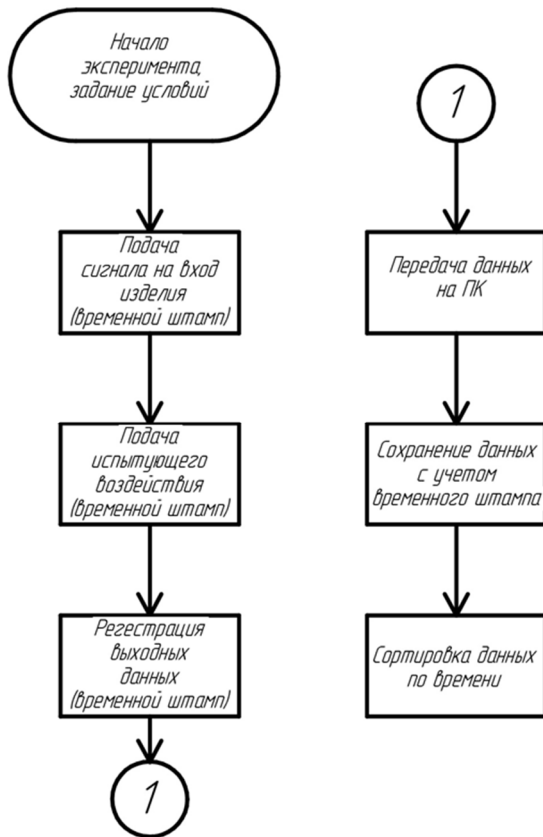 Начало
эксперимента,
задание условий
Подача
сигнала на вход
изделия
(временной штамп)
Подача
испытующего
воздействия
(временной штамп)
Регестрация
выходных
данных
(временной штамп)
1
1
Передача данных
на ПК
Сохранение данных
с учетом
временного штампа
Сортировка данных
по времени